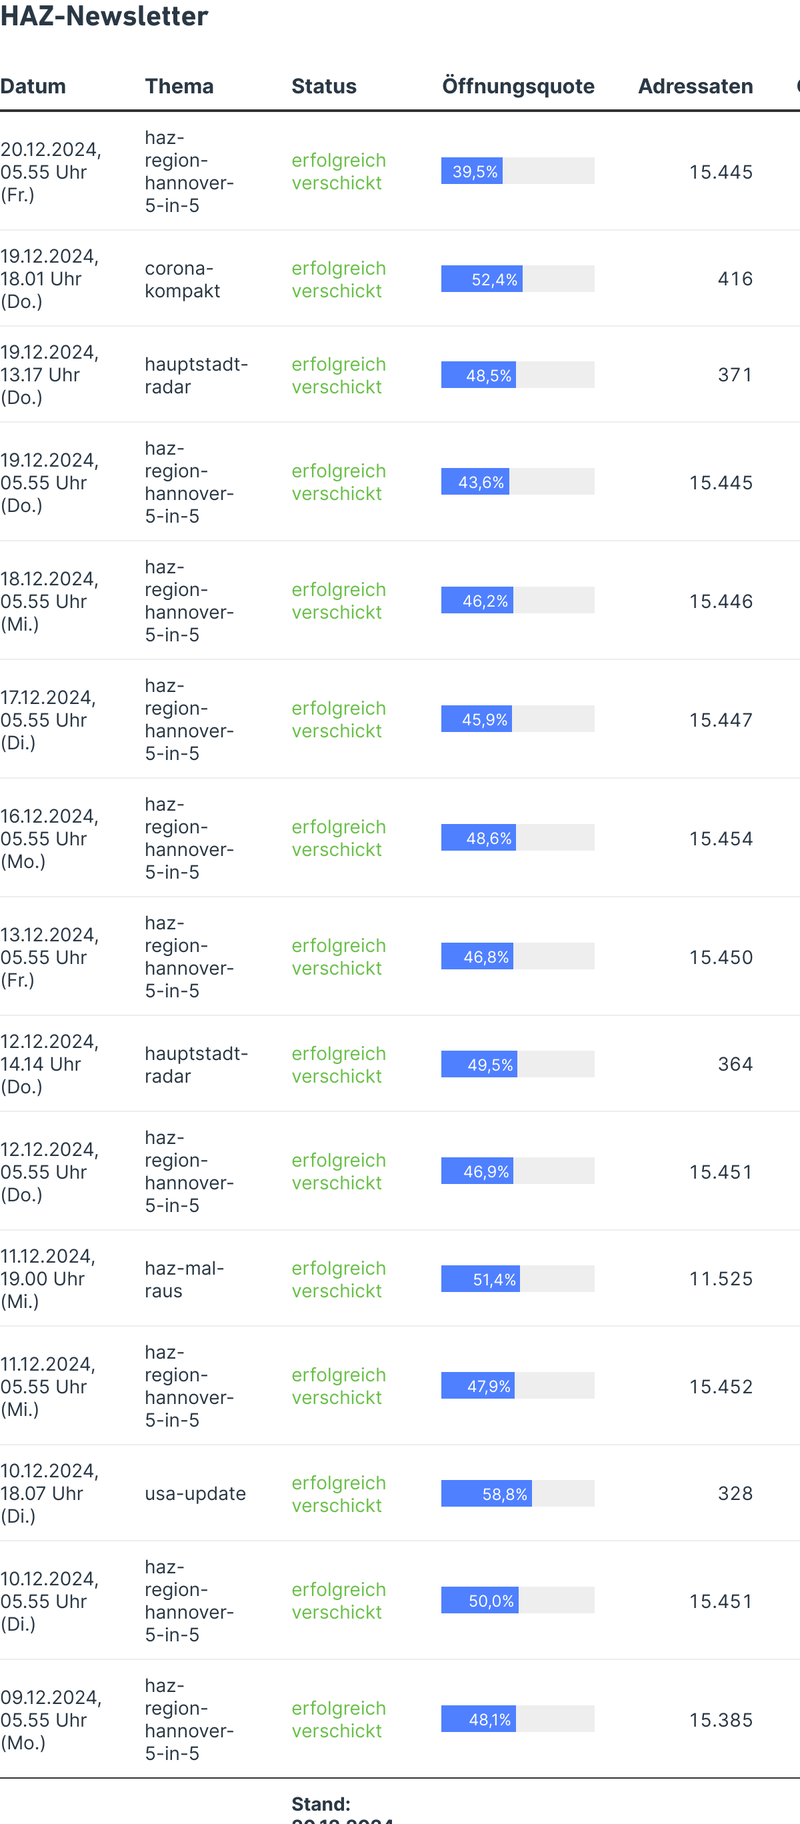 HAZ-Newsletter
Datum Thema Status Öffnungsquote Adressaten
20.12.2024, 05.55 Uhr (Fr.) haz-region-hannover-5-in-5 erfolgreich verschickt 39,5% 15.445
19.12.2024, 18.01 Uhr (Do.) corona-kompakt erfolgreich verschickt 52,4% 416
19.12.2024, 13.17 Uhr (Do.) hauptstadt-radar erfolgreich verschickt 48,5% 371
19.12.2024, 05.55 Uhr (Do.) haz-region-hannover-5-in-5 erfolgreich verschickt 43,6% 15.445
18.12.2024, 05.55 Uhr (Mi.) haz-region-hannover-5-in-5 erfolgreich verschickt 46,2% 15.446
17.12.2024, 05.55 Uhr (Di.) haz-region-hannover-5-in-5 erfolgreich verschickt 45,9% 15.447
16.12.2024, 05.55 Uhr (Mo.) haz-region-hannover-5-in-5 erfolgreich verschickt 48,6% 15.454
13.12.2024, 05.55 Uhr (Fr.) haz-region-hannover-5-in-5 erfolgreich verschickt 46,8% 15.450
12.12.2024, 14.14 Uhr (Do.) hauptstadt-radar erfolgreich verschickt 49,5% 364
12.12.2024, 05.55 Uhr (Do.) haz-region-hannover-5-in-5 erfolgreich verschickt 46,9% 15.451
11.12.2024, 19.00 Uhr (Mi.) haz-mal-raus erfolgreich verschickt 51,4% 11.525
11.12.2024, 05.55 Uhr (Mi.) haz-region-hannover-5-in-5 erfolgreich verschickt 47,9% 15.452
10.12.2024, 18.07 Uhr (Di.) usa-update erfolgreich verschickt 58,8% 328
10.12.2024, 05.55 Uhr (Di.) haz-region-hannover-5-in-5 erfolgreich verschickt 50,0% 15.451
09.12.2024, 05.55 Uhr (Mo.) haz-region-hannover-5-in-5 erfolgreich verschickt 48,1% 15.385
Stand: